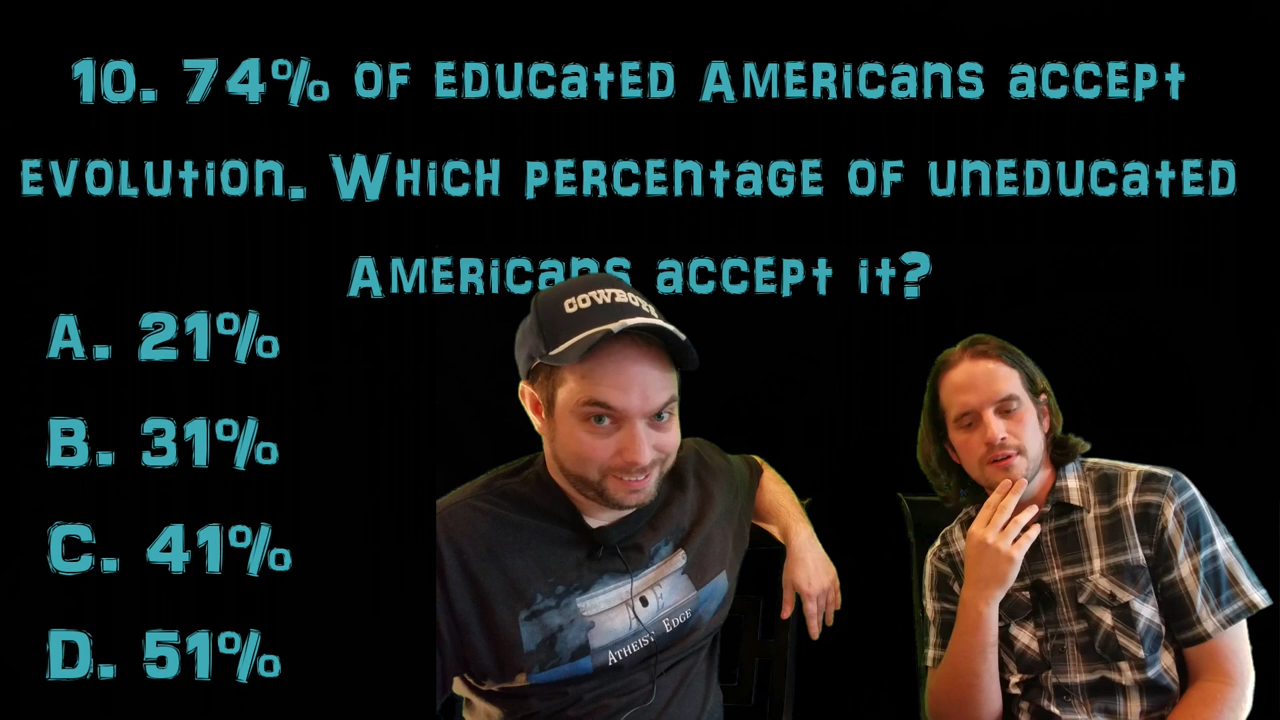 10. 74% of educated Americans accept
evolution. Which percentage of uneducated
Americans accept it?
A. 21%
B. 31%
C. 41%
D. 51%
COWBOYS
Atheist Edge